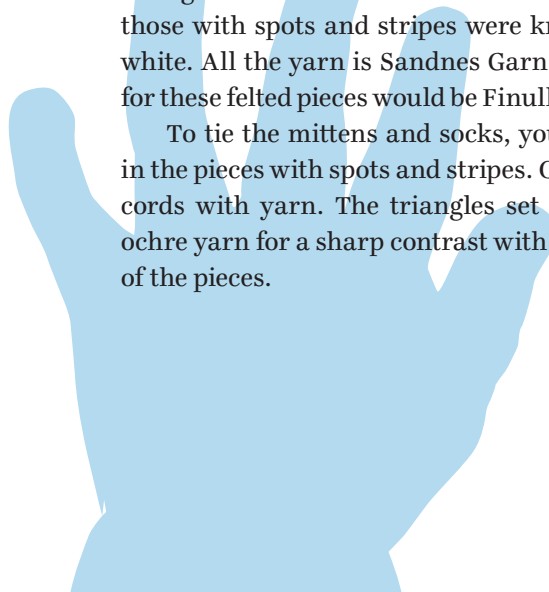 those with spots and stripes were
white. All the yarn is Sandnes Garn
for these felted pieces would be
To tie the mittens and socks,
in the pieces with spots and stripes.
cords with yarn. The triangles set
ochre yarn for a sharp contrast with
of the pieces.